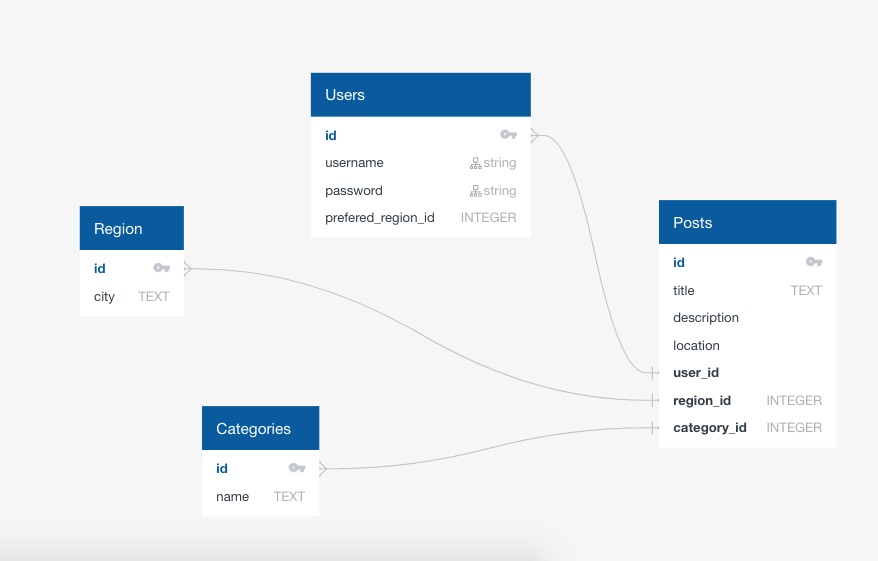 Users
id
username string
password string
prefered_region_id INTEGER
Region
id
city TEXT
Posts
id
title TEXT
description
location
user_id
region_id INTEGER
category_id INTEGER
Categories
id
name TEXT